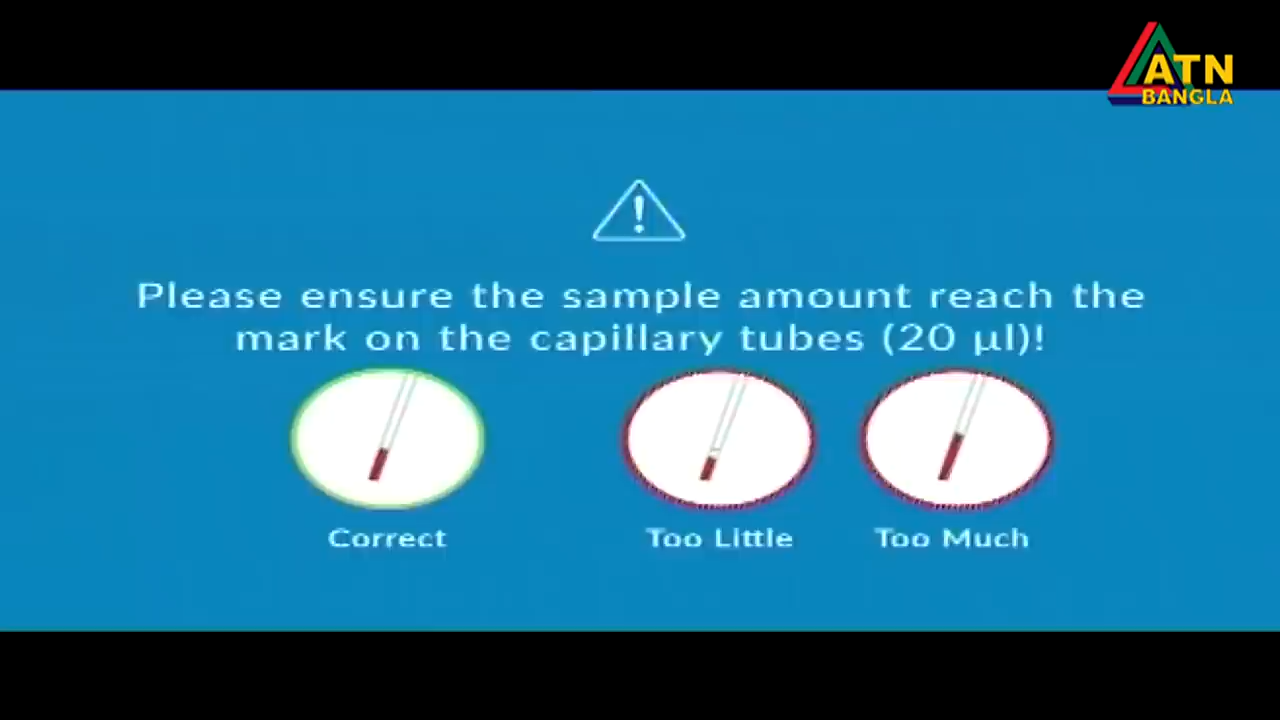 ATN
BANGLA
Please ensure the sample amount reach the
mark on the capillary tubes (20 µl)!
Correct
Too Little
Too Much